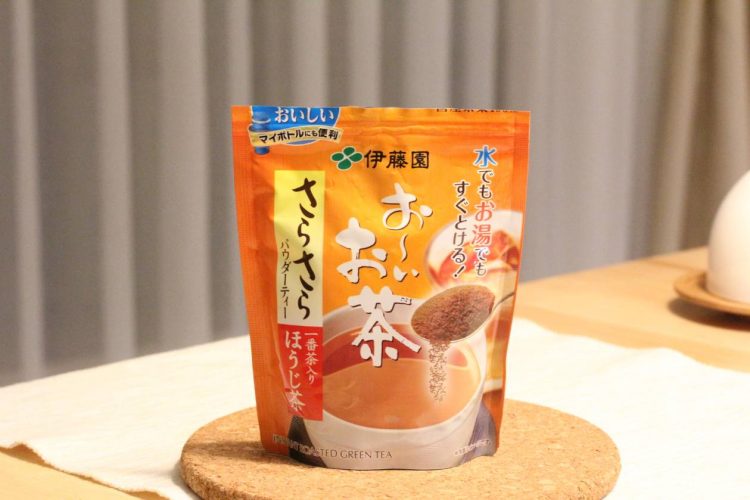 おいしい
マイボトルにも便利
伊藤園
水でもお湯でも
すぐとける!
お~いお茶
さらさら
パウダーティー
一番茶入り
ほうじ茶
GREEN TEA